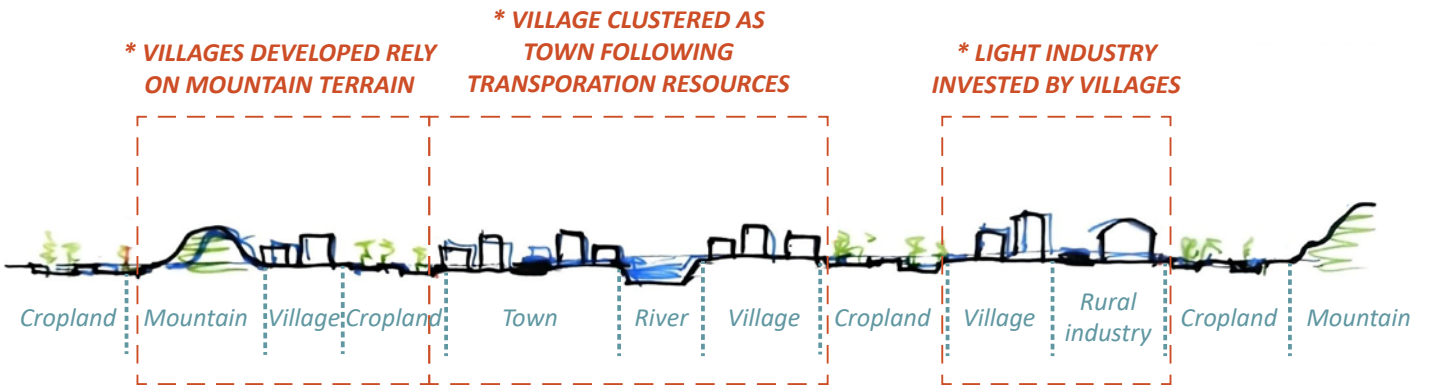 * VILLAGES DEVELOPED RELY
ON MOUNTAIN TERRAIN
* VILLAGE CLUSTERED AS
TOWN FOLLOWING
TRANSPORATION RESOURCES
* LIGHT INDUSTRY
INVESTED BY VILLAGES
Cropland
Mountain
Village
Cropland
Town
River
Village
Cropland
Village
Rural
industry
Cropland
Mountain